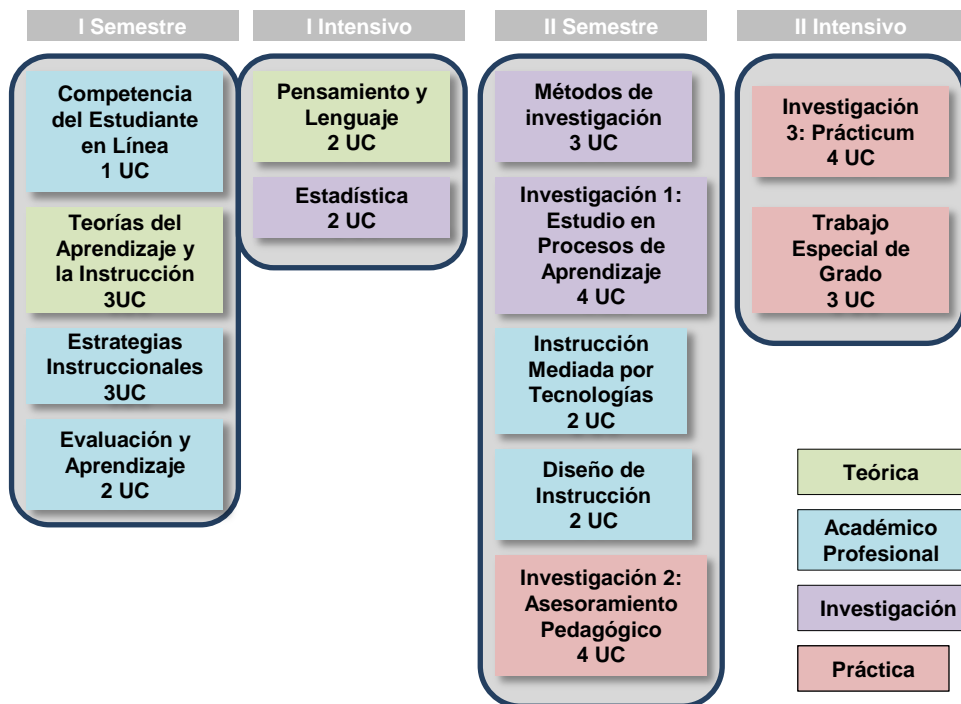 I Semestre
Competencia
del Estudiante
en Línea
1 UC
Teorías del
Aprendizaje y
la Instrucción
3UC
Estrategias
Instruccionales
3UC
Evaluación y
Aprendizaje
2 UC
I Intensivo
Pensamiento y
Lenguaje
2 UC
Estadística
2 UC
II Semestre
Métodos de
investigación
3 UC
Investigación 1:
Estudio en
Procesos de
Aprendizaje
4 UC
Instrucción
Mediada por
Tecnologías
2 UC
Diseño de
Instrucción
2 UC
Investigación 2:
Asesoramiento
Pedagógico
4 UC
II Intensivo
Investigación
3: Prácticum
4 UC
Trabajo
Especial de
Grado
3 UC
Teórica
Académico
Profesional
Investigación
Práctica